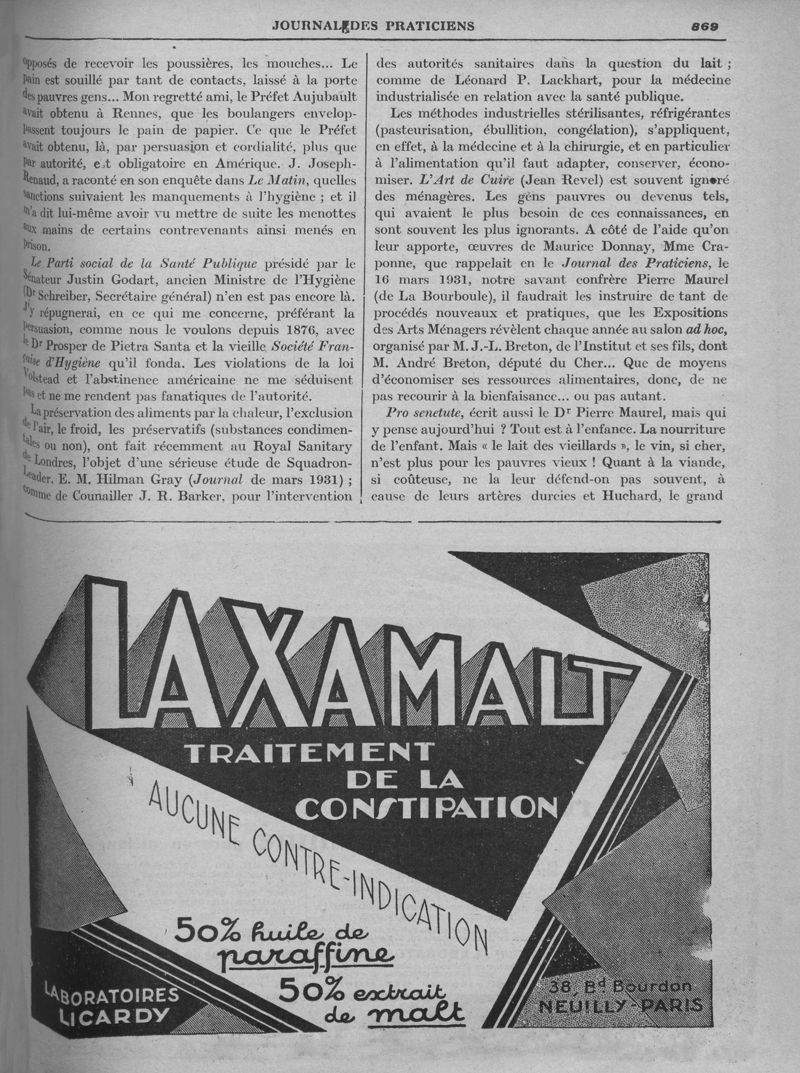 JOURNAL DES PRATICIENS
869
opposés de recevoir les poussières, les mouches... Le
pain est souillé par tant de contacts, laissé à la porte
des pauvres gens... Mon regretté ami, le Préfet Aujubault
avait obtenu à Rennes, que les boulangers envelop-
passent toujours le pain de papier. Ce que le Préfet
avait obtenu, là, par persuasion et cordialité, plus que
par autorité, est obligatoire en Amérique. J. Joseph-
Renaud, a raconté en son enquête dans Le Matin, quelles
sanctions suivaient les manquements à l'hygiène ; et il
m'a dit lui-même avoir vu mettre de suite les menottes
aux mains de certains contrevenants ainsi menés en
prison.
Le Parti social de la Santé Publique présidé par le
Sénateur Justin Godart, ancien Ministre de l'Hygiène
(Dr Schreiber, Secrétaire général) n'en est pas encore là.
J'y répugnerai, en ce qui me concerne, préférant la
persuasion, comme nous le voulons depuis 1876, avec
le Dr Prosper de Pietra Santa et la vieille Société Fran-
çaise d'Hygiène qu'il fonda. Les violations de la loi
Volstead et l'abstinence américaine ne me séduisent
pas et ne me rendent pas fanatiques de l'autorité.
La préservation des aliments par la chaleur, l'exclusion
de l'air, le froid, les préservatifs (substances condimen-
tales ou non), ont fait récemment au Royal Sanitary
de Londres, l'objet d'une sérieuse étude de Squadron-
Leader, E. M. Hilman Gray (Journal de mars 1931) ;
comme de Counailler J. R. Barker, pour l'intervention
des autorités sanitaires dans la question du lait ;
comme de Léonard P. Lackhart, pour la médecine
industrialisée en relation avec la santé publique.
Les méthodes industrielles stérilisantes, réfrigérantes
(pasteurisation, ébullition, congélation), s'appliquent,
en effet, à la médecine et à la chirurgie, et en particulier
à l'alimentation qu'il faut adapter, conserver, écono-
miser. L'Art de Cuire (Jean Revel) est souvent ignoré
des ménagères. Les gens pauvres ou devenus tels,
qui avaient le plus besoin de ces connaissances, en
sont souvent les plus ignorants. A côté de l'aide qu'on
leur apporte, œuvres de Maurice Donnay, Mme Cra-
ponne, que rappelait en le Journal des Praticiens, le
16 mars 1931, notre savant confrère Pierre Maurel
(de La Bourboule), il faudrait les instruire de tant de
procédés nouveaux et pratiques, que les Expositions
des Arts Ménagers révèlent chaque année au salon ad hoc,
organisé par M. J.-L. Breton, de l'Institut et ses fils, dont
M. André Breton, député du Cher... Que de moyens
d'économiser ses ressources alimentaires, donc, de ne
pas recourir à la bienfaisance... ou pas autant.
Pro senetute, écrit aussi le Dr Pierre Maurel, mais qui
y pense aujourd'hui ? Tout est à l'enfance. La nourriture
de l'enfant. Mais « le lait des vieillards », le vin, si cher,
n'est plus pour les pauvres vieux ! Quant à la viande,
si coûteuse, ne la leur défend-on pas souvent, à
cause de leurs artères durcies et Huchard, le grand
LAXAMALT
TRAITEMENT
DE LA
CONSTIPATION
AUCUNE CONTRE-INDICATION
50% huile de
paraffine
50% extrait
de malt
LABORATOIRES
LICARDY
38, Bd Bourdon
NEUILLY-PARIS